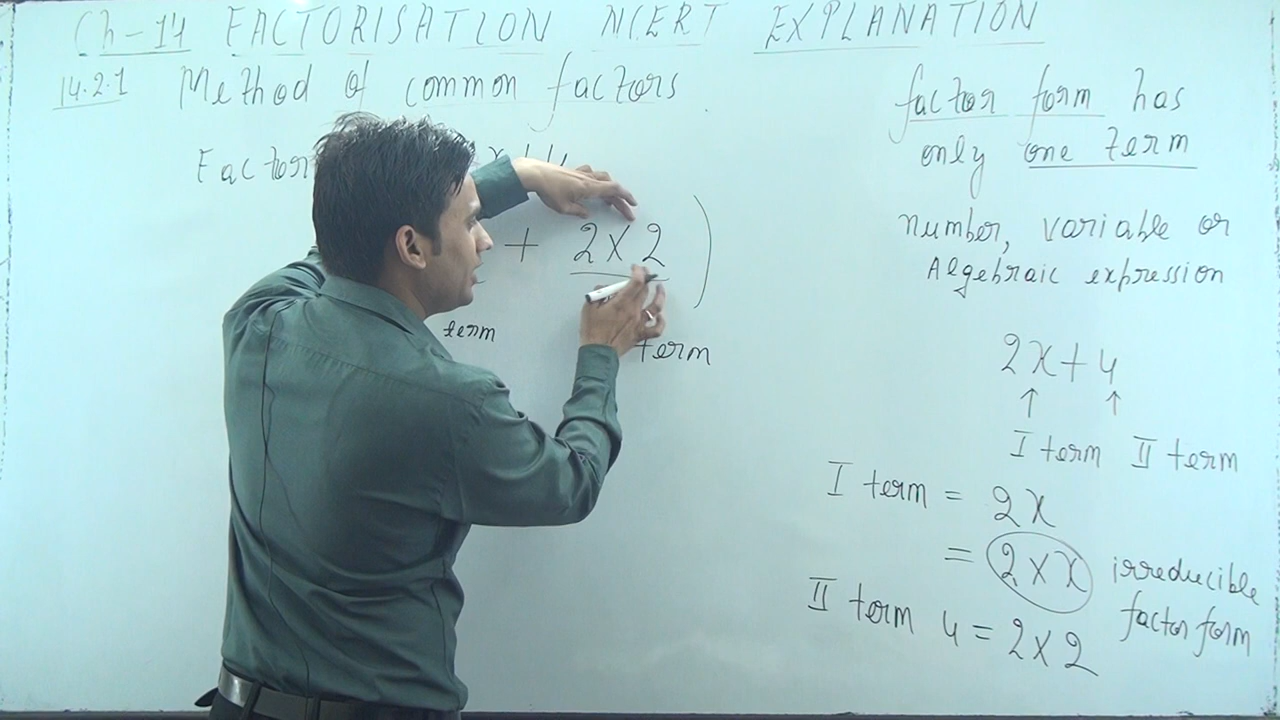 Ch-14 FACTORISATION NCERT EXPLANATION
14.2.1 Method of common factors
Factor
+ 2×2 )
term
term
factor form has
only one term
number, variable or
Algebraic expression
2x+4
↑ ↑
I term II term
I term = 2x
= 2×x irreducible
factor form
II term 4=2×2